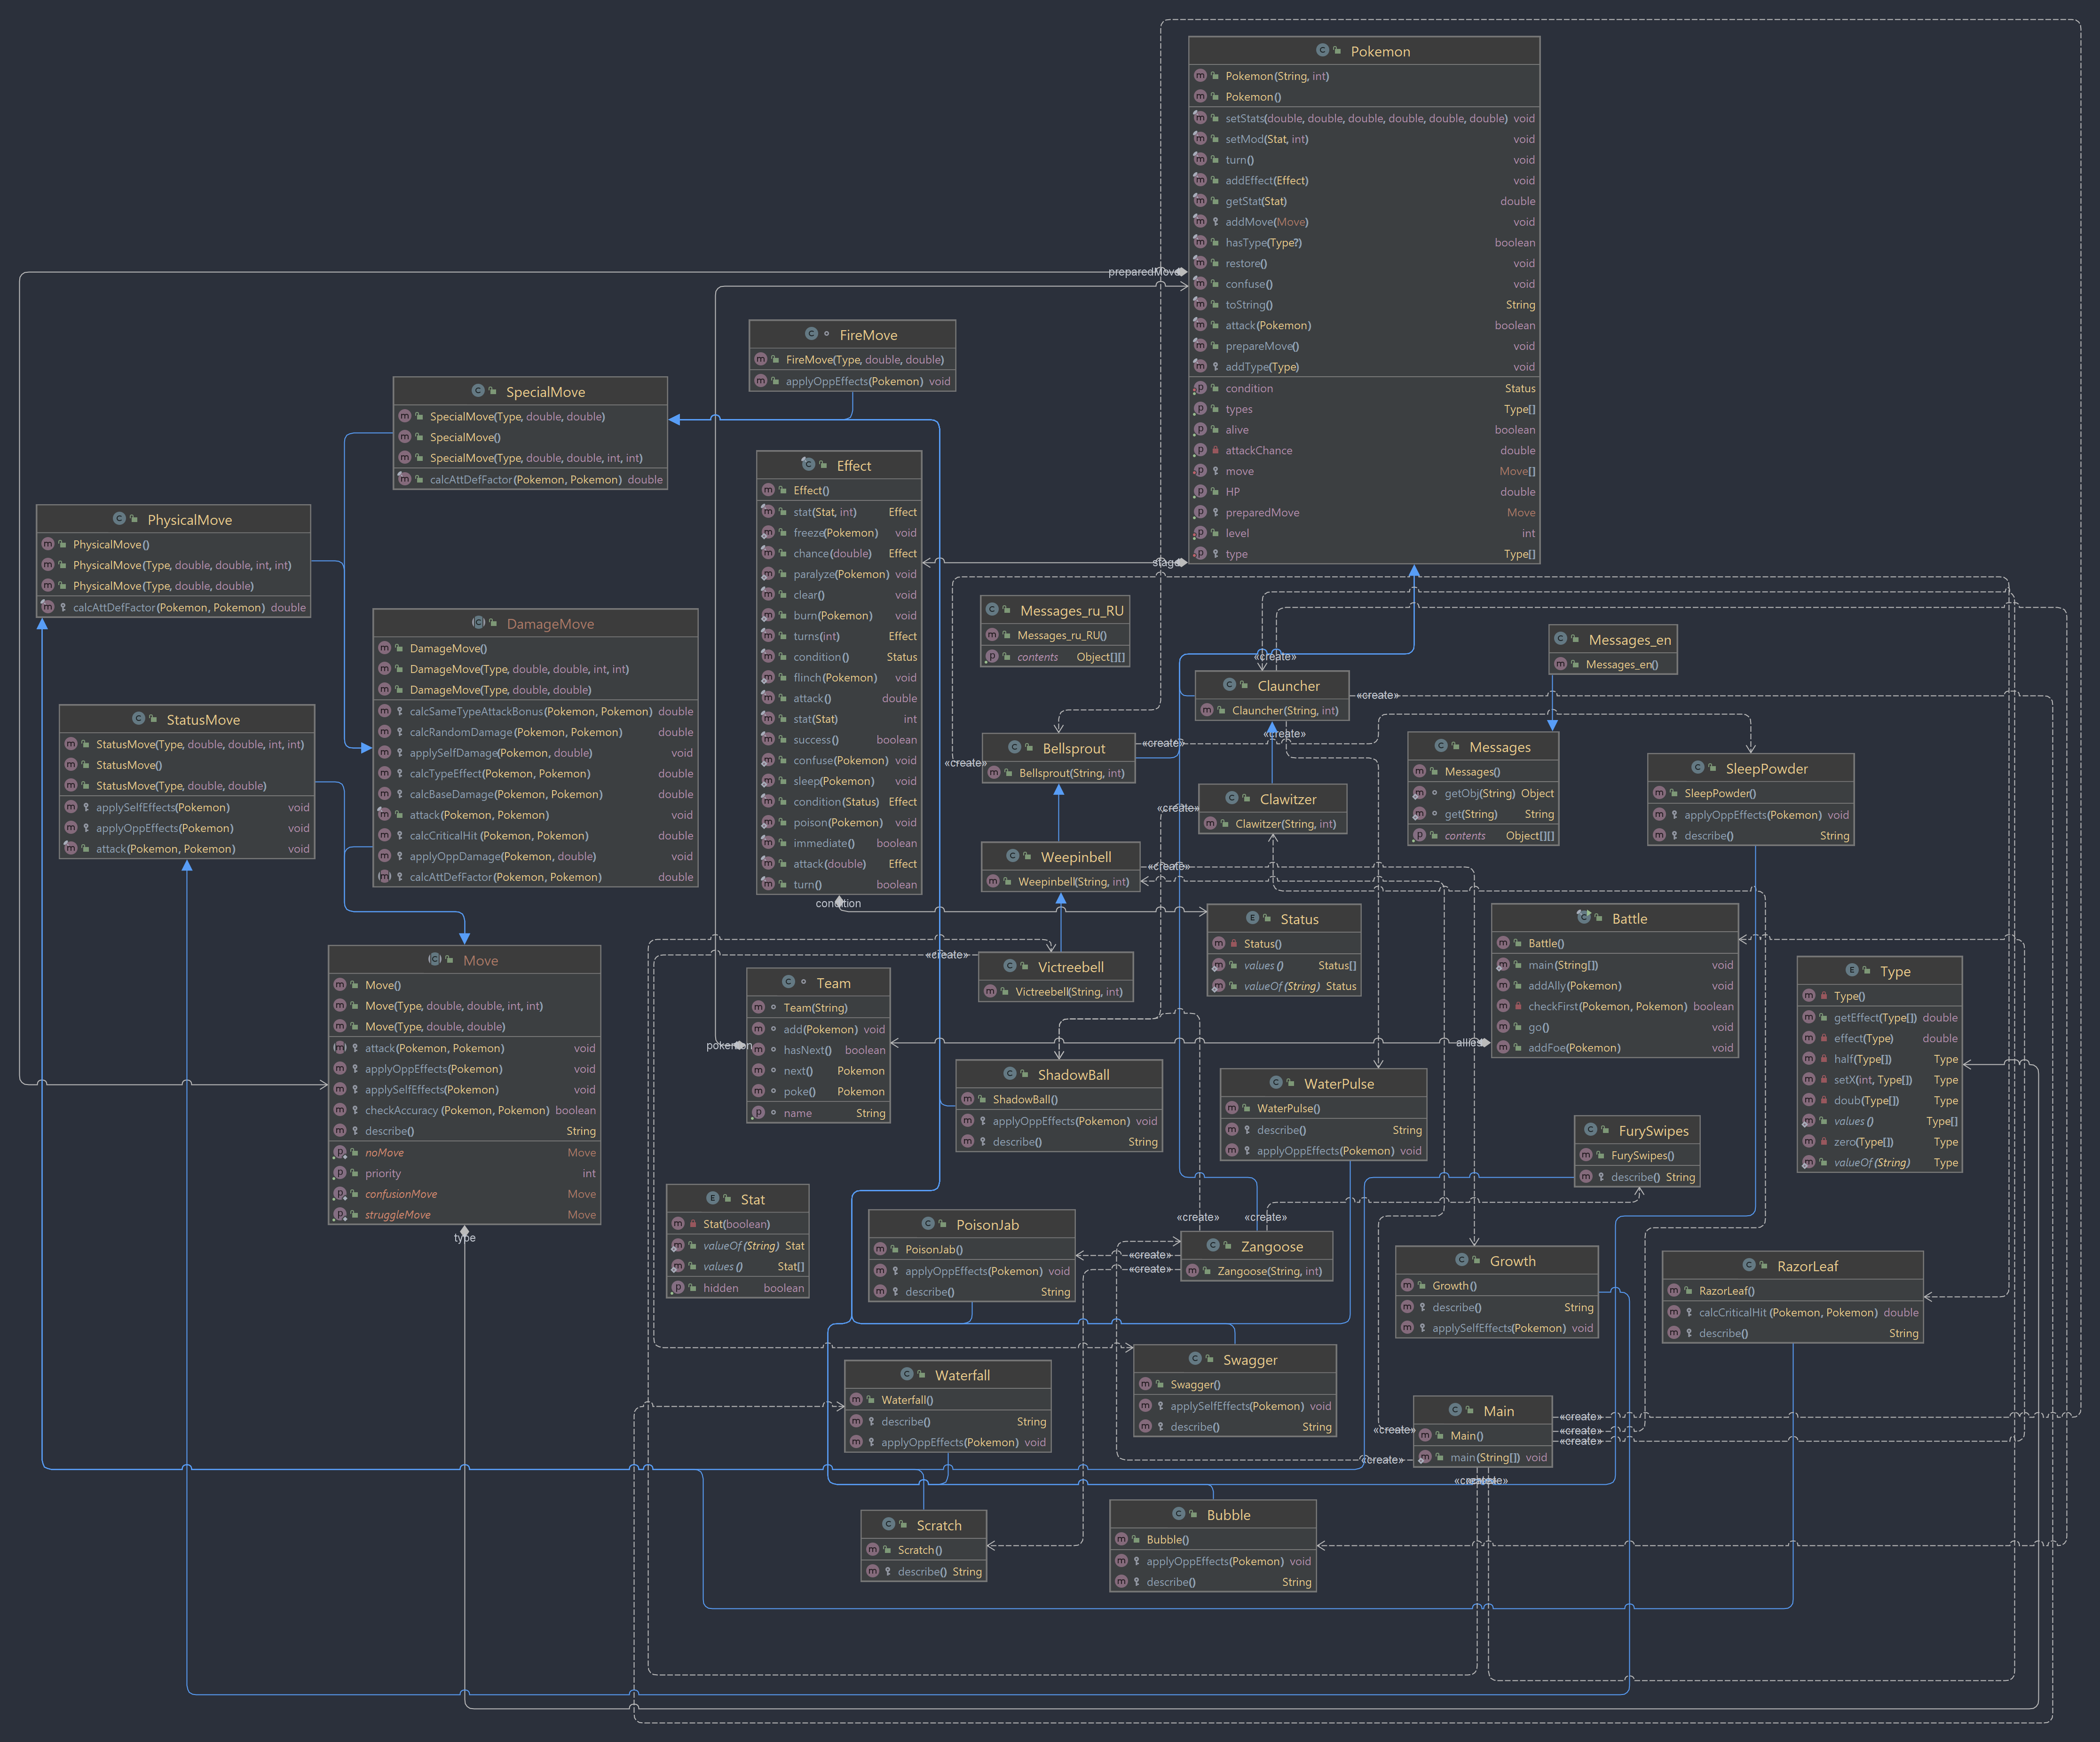 Pokemon
Pokemon(String, int)
Pokemon()
setStats(double, double, double, double, double, double) void
setMod(Stat, int) void
turn() void
addEffect(Effect) void
getStat(Stat) double
addMove(Move) void
hasType(Type?) boolean
restore() void
confuse() void
toString() String
attack(Pokemon) boolean
prepareMove() void
addType(Type) void
condition Status
types Type[]
alive boolean
attackChance double
move Move[]
HP double
preparedMove Move
level int
type Type[]
preparedMove
stage
FireMove
FireMove(Type, double, double)
applyOppEffects(Pokemon) void
SpecialMove
SpecialMove(Type, double, double)
SpecialMove()
SpecialMove(Type, double, double, int, int)
calcAttDefFactor(Pokemon, Pokemon) double
PhysicalMove
PhysicalMove()
PhysicalMove(Type, double, double, int, int)
PhysicalMove(Type, double, double)
calcAttDefFactor(Pokemon, Pokemon) double
Effect
Effect()
stat(Stat, int) Effect
freeze(Pokemon) void
chance(double) Effect
paralyze(Pokemon) void
clear() void
burn(Pokemon) void
turns(int) Effect
condition() Status
flinch(Pokemon) void
attack() double
stat(Stat) int
success() boolean
confuse(Pokemon) void
sleep(Pokemon) void
condition(Status) Effect
poison(Pokemon) void
immediate() boolean
attack(double) Effect
turn() boolean
condition
DamageMove
DamageMove()
DamageMove(Type, double, double, int, int)
DamageMove(Type, double, double)
calcSameTypeAttackBonus(Pokemon, Pokemon) double
calcRandomDamage(Pokemon, Pokemon) double
applySelfDamage(Pokemon, double) void
calcTypeEffect(Pokemon, Pokemon) double
calcBaseDamage(Pokemon, Pokemon) double
attack(Pokemon, Pokemon) void
calcCriticalHit(Pokemon, Pokemon) double
applyOppDamage(Pokemon, double) void
calcAttDefFactor(Pokemon, Pokemon) double
StatusMove
StatusMove(Type, double, double, int, int)
StatusMove()
StatusMove(Type, double, double)
applySelfEffects(Pokemon) void
applyOppEffects(Pokemon) void
attack(Pokemon, Pokemon) void
Messages_ru_RU
Messages_ru_RU()
contents Object[][]
Messages_en
Messages_en()
«create»
Clauncher
Clauncher(String, int)
«create»
«create»
Bellsprout
Bellsprout(String, int)
«create»
«create»
Messages
Messages()
getObj(String) Object
get(String) String
contents Object[][]
SleepPowder
SleepPowder()
applyOppEffects(Pokemon) void
describe() String
Clawitzer
Clawitzer(String, int)
«create»
Weepinbell
Weepinbell(String, int)
«create»
Status
Status()
values() Status[]
valueOf(String) Status
Battle
Battle()
main(String[]) void
addAlly(Pokemon) void
checkFirst(Pokemon, Pokemon) boolean
go() void
addFoe(Pokemon) void
allies
Move
Move()
Move(Type, double, double, int, int)
Move(Type, double, double)
attack(Pokemon, Pokemon) void
applyOppEffects(Pokemon) void
applySelfEffects(Pokemon) void
checkAccuracy(Pokemon, Pokemon) boolean
describe() String
noMove Move
priority int
confusionMove Move
struggleMove Move
type
«create»
Victreebell
Victreebell(String, int)
Team
Team(String)
add(Pokemon) void
hasNext() boolean
next() Pokemon
poke() Pokemon
name String
pokemon
Type
Type()
getEffect(Type[]) double
effect(Type) double
half(Type[]) Type
setX(int, Type[]) Type
doub(Type[]) Type
values() Type[]
zero(Type[]) Type
valueOf(String) Type
ShadowBall
ShadowBall()
applyOppEffects(Pokemon) void
describe() String
WaterPulse
WaterPulse()
describe() String
applyOppEffects(Pokemon) void
FurySwipes
FurySwipes()
describe() String
Stat
Stat(boolean)
valueOf(String) Stat
values() Stat[]
hidden boolean
PoisonJab
PoisonJab()
applyOppEffects(Pokemon) void
describe() String
«create»
«create»
Zangoose
Zangoose(String, int)
«create»
«create»
Growth
Growth()
describe() String
applySelfEffects(Pokemon) void
RazorLeaf
RazorLeaf()
calcCriticalHit(Pokemon, Pokemon) double
describe() String
Swagger
Swagger()
applySelfEffects(Pokemon) void
describe() String
Waterfall
Waterfall()
describe() String
applyOppEffects(Pokemon) void
Main
Main()
main(String[]) void
«create»
«create»
«create»
«create»
«create»
Scratch
Scratch()
describe() String
Bubble
Bubble()
applyOppEffects(Pokemon) void
describe() String